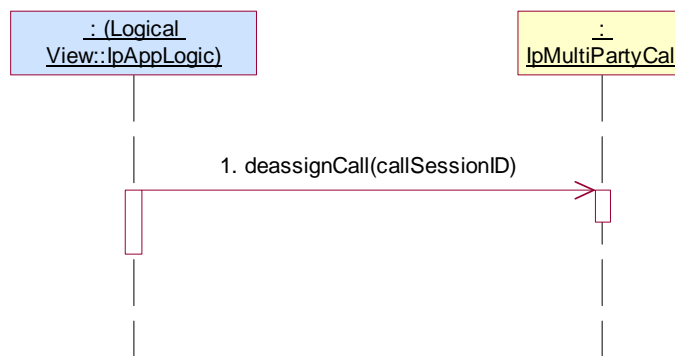 : (Logical
View::IpAppLogic)
:
IpMultiPartyCal
1. deassignCall(callSessionID)